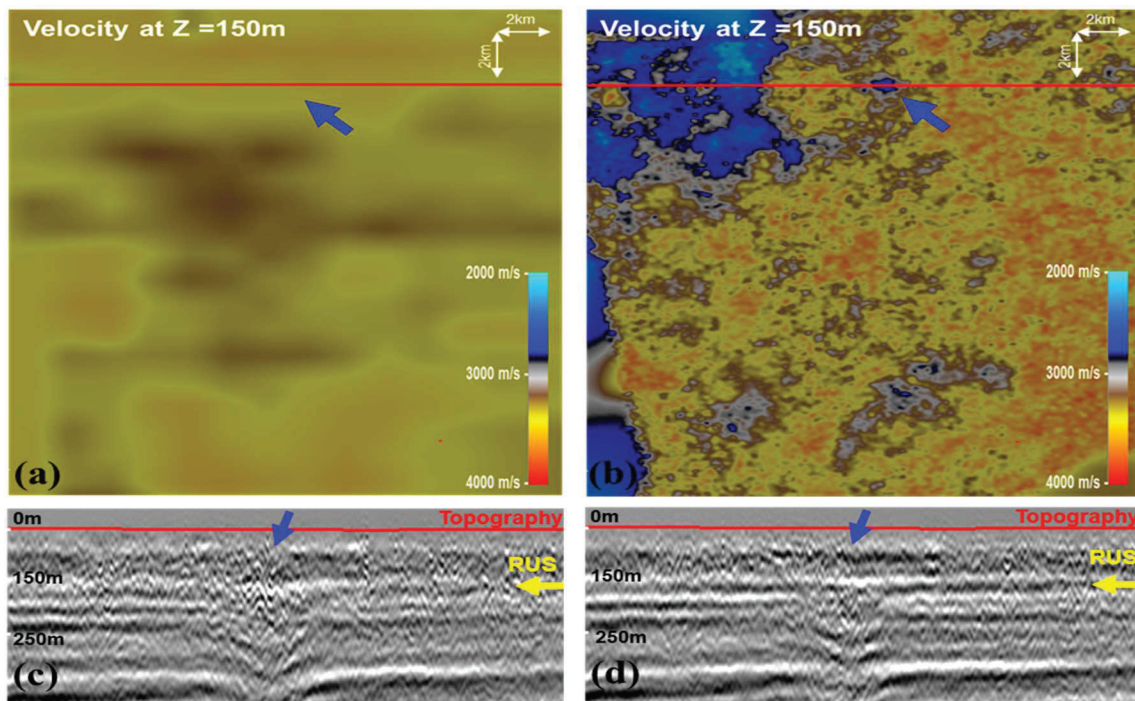 Velocity at Z =150m
2km
2km
2000 m/s
3000 m/s
4000 m/s
(a)
Velocity at Z =150m
2km
2km
2000 m/s
3000 m/s
4000 m/s
(b)
0m
Topography
RUS
150m
250m
(c)
0m
Topography
RUS
150m
250m
(d)